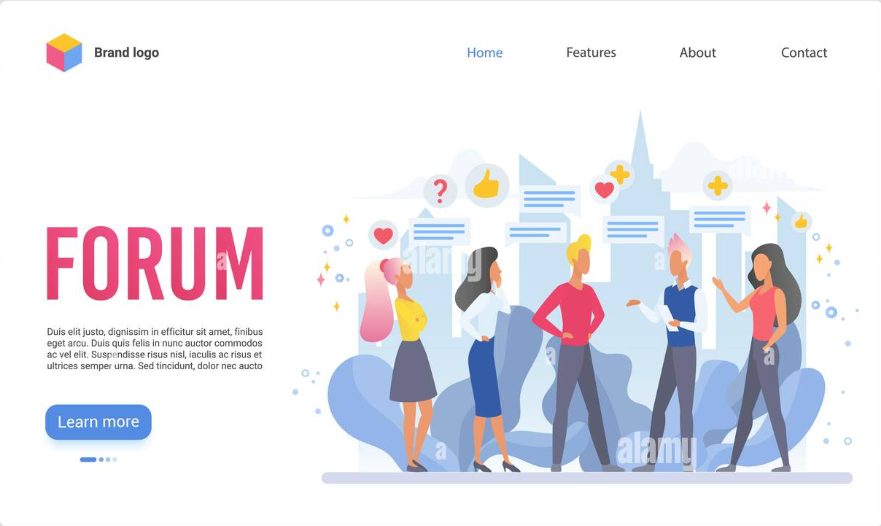 Brand logo
Home
Features
About
Contact
FORUM
Duis elit justo, dignissim in efficitur sit amet, finibus
eget arcu. Duis quis felis in nunc auctor commodos
ac vel elit. Suspendisse risus nisl, iaculis ac risus et
ultrices semper urna. Sed tincidunt, dolor nec aucto
Learn more
?
a
alamy
a
a
a
a
alamy